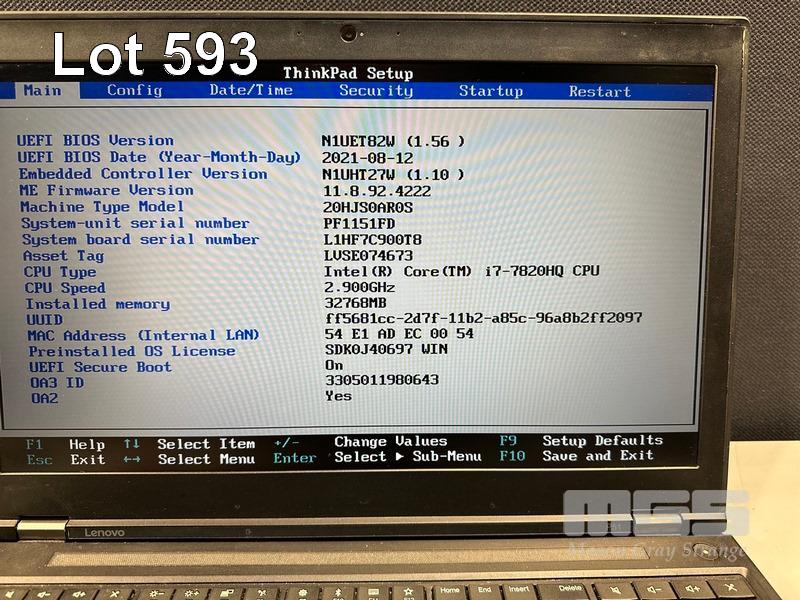 Lot 593
ThinkPad Setup
Main Config Date/Time Security Startup Restart
UEFI BIOS Version N1UET82W (1.56 )
UEFI BIOS Date (Year-Month-Day) 2021-08-12
Embedded Controller Version N1UHT27W (1.10 )
ME Firmware Version 11.8.92.4222
Machine Type Model 20HJS0AR0S
System-unit serial number PF1151FD
System board serial number L1HF7C900T8
Asset Tag LVSE074673
CPU Type Intel(R) Core(TM) i7-7820HQ CPU
CPU Speed 2.900GHz
Installed memory 32768MB
UUID ff5681cc-2d7f-11b2-a85c-96a8b2ff2097
MAC Address (Internal LAN) 54 E1 AD EC 00 54
Preinstalled OS License SDK0J40697 WIN
UEFI Secure Boot On
OA3 ID 3305011980643
OA2 Yes
F1 Help ↑↓ Select Item +/- Change Values F9 Setup Defaults
Esc Exit ←→ Select Menu Enter Select ▶ Sub-Menu F10 Save and Exit
MGS
Mason Gray Strange
Lenovo
Home End Insert Delete